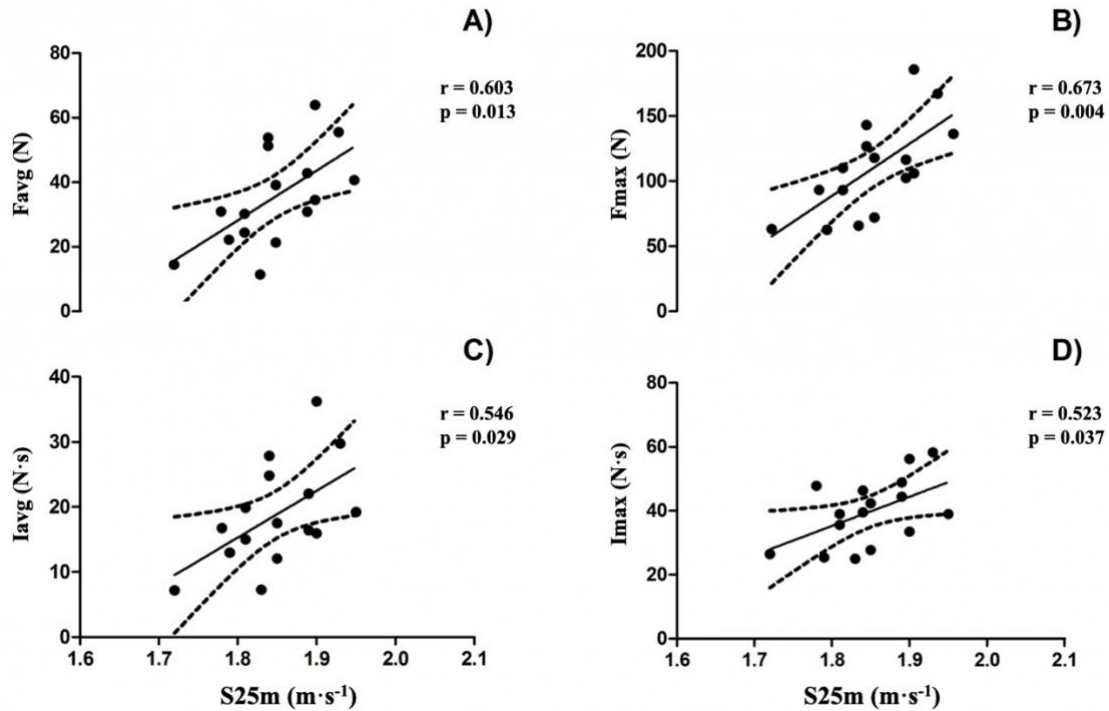 A)
80
60
40
20
0
Favg (N)
r = 0.603
p = 0.013
B)
200
150
100
50
0
Fmax (N)
r = 0.673
p = 0.004
C)
40
30
20
10
0
Iavg (N·s)
r = 0.546
p = 0.029
1.6 1.7 1.8 1.9 2.0 2.1
S25m (m·s⁻¹)
D)
80
60
40
20
0
Imax (N·s)
r = 0.523
p = 0.037
1.6 1.7 1.8 1.9 2.0 2.1
S25m (m·s⁻¹)